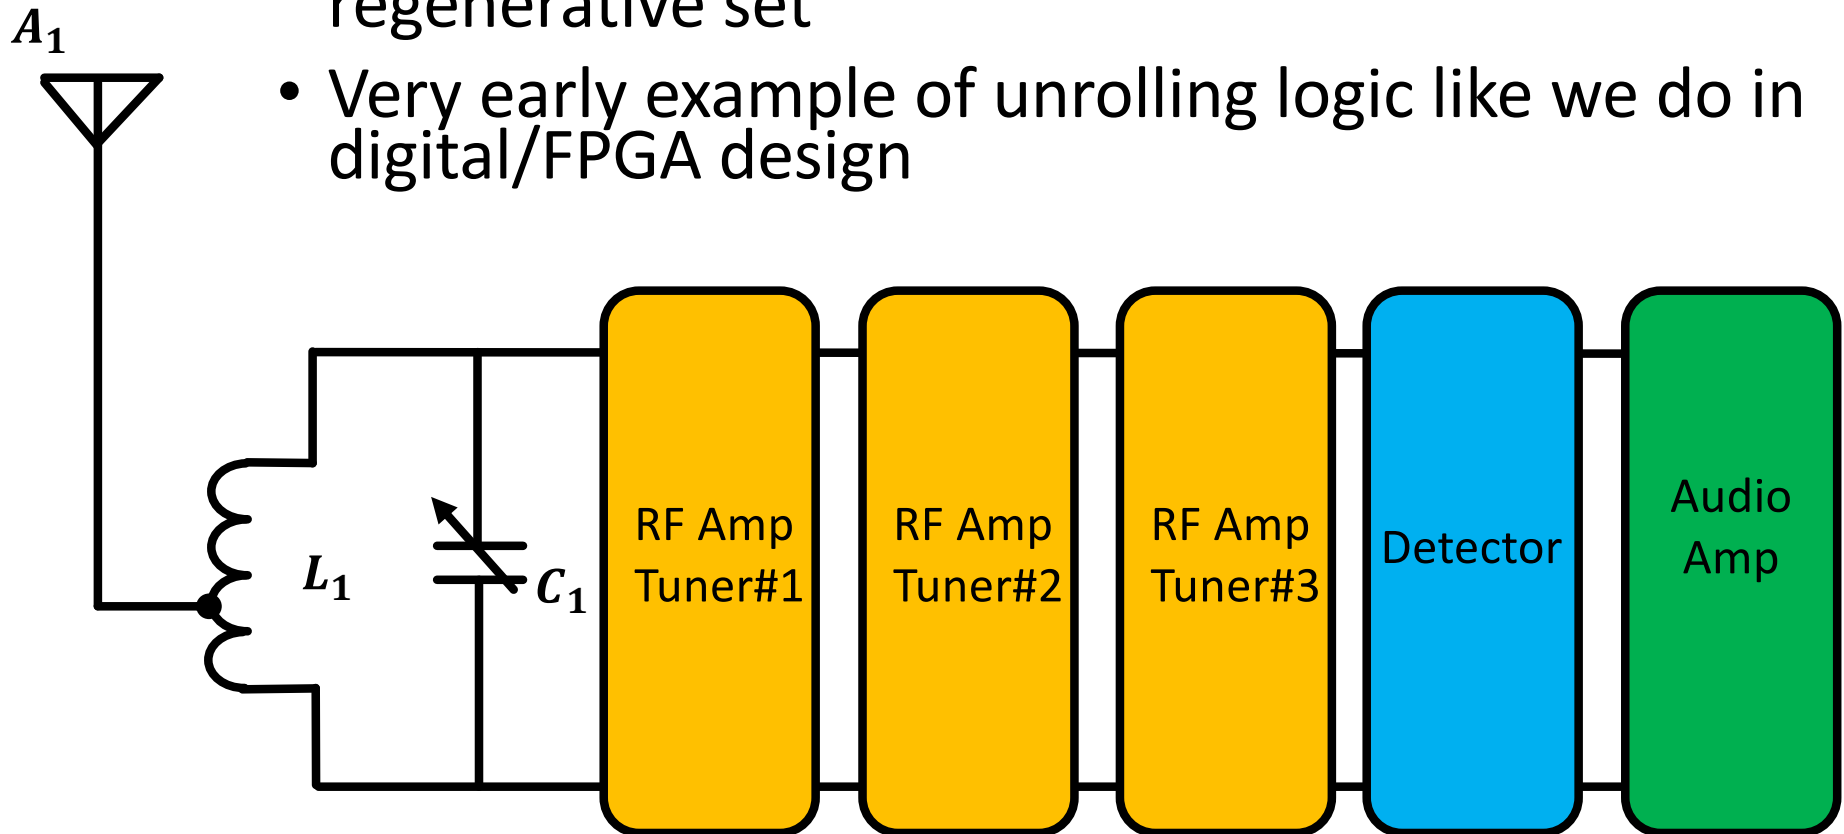 regenerative set
A₁
• Very early example of unrolling logic like we do in
digital/FPGA design
L₁
C₁
RF Amp
Tuner#1
RF Amp
Tuner#2
RF Amp
Tuner#3
Detector
Audio
Amp